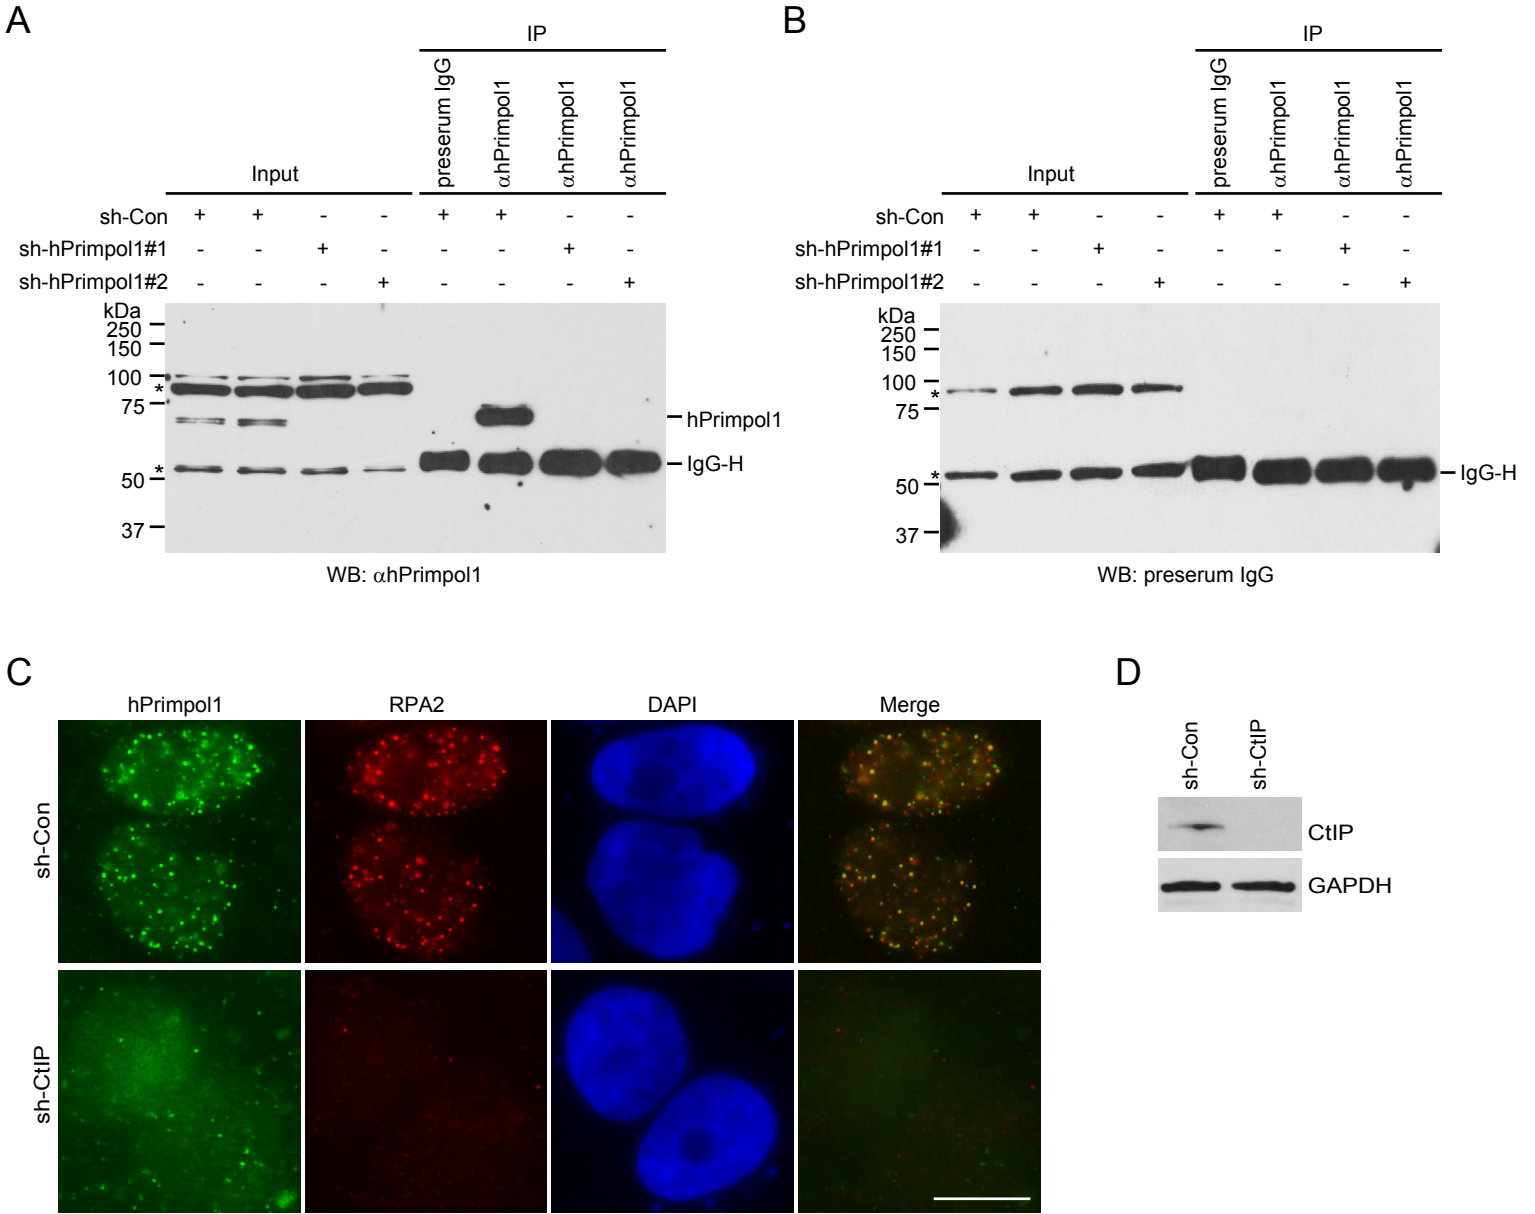 A
IP
preserum IgG
αhPrimpol1
αhPrimpol1
αhPrimpol1
Input
sh-Con + + - - + + - -
sh-hPrimpol1#1 - - + - - - + -
sh-hPrimpol1#2 - - - + - - - +
kDa
250
150
100
*
75
hPrimpol1
* IgG-H
50
37
WB: αhPrimpol1
B
IP
preserum IgG
αhPrimpol1
αhPrimpol1
αhPrimpol1
Input
sh-Con + + - - + + - -
sh-hPrimpol1#1 - - + - - - + -
sh-hPrimpol1#2 - - - + - - - +
kDa
250
150
100
*
75
* IgG-H
50
37
WB: preserum IgG
C
hPrimpol1 RPA2 DAPI Merge
sh-Con
sh-CtIP
D
sh-Con
sh-CtIP
CtIP
GAPDH